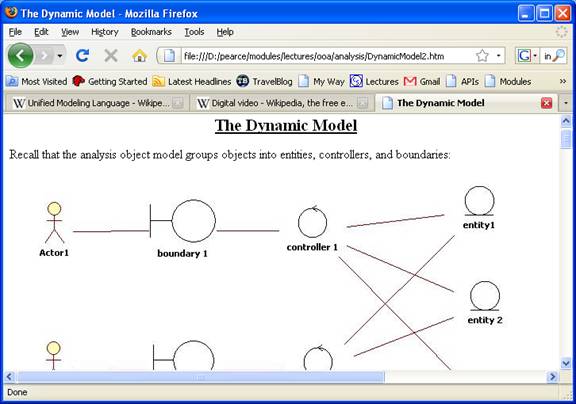 The Dynamic Model - Mozilla Firefox
File Edit View History Bookmarks Tools Help
file:///D:/pearce/modules/lectures/ooa/analysis/DynamicModel2.htm
G in
Most Visited Getting Started Latest Headlines TB TravelBlog My Way Lectures M Gmail APIs Modules
W Unified Modeling Language - Wikipe... W Digital video - Wikipedia, the free e... The Dynamic Model
The Dynamic Model
Recall that the analysis object model groups objects into entities, controllers, and boundaries:
Actor1 boundary 1 controller 1 entity1
entity 2
Done